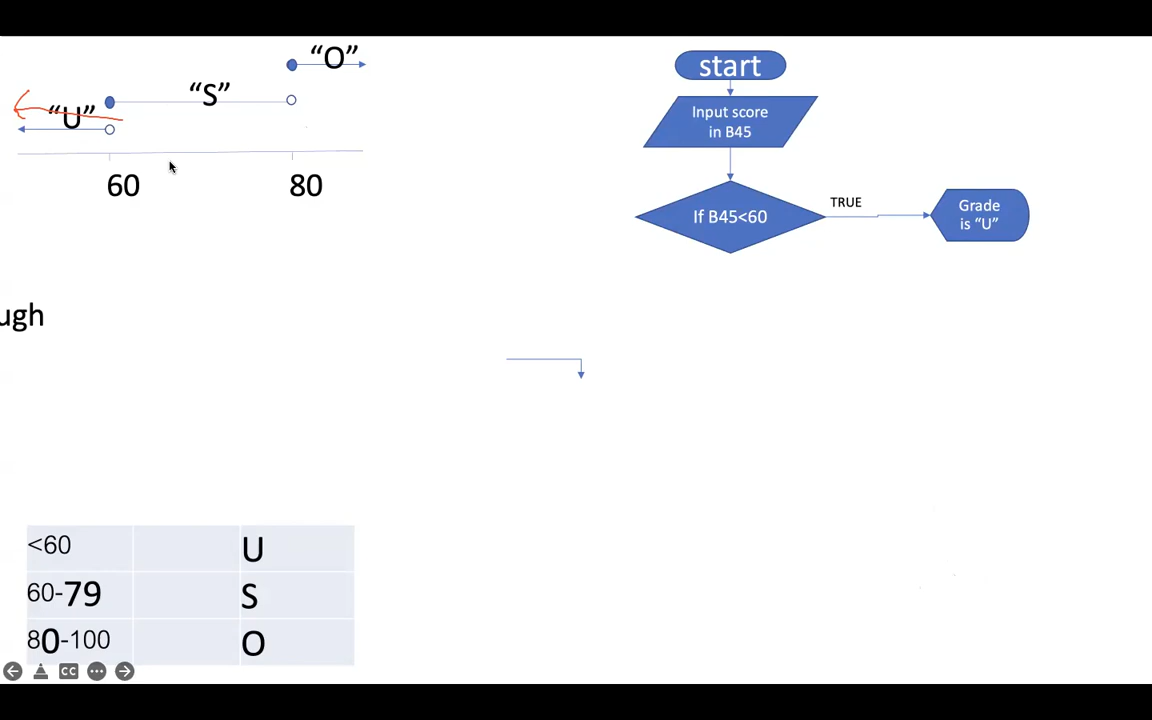 “O”
“S”
“U”
60
80
start
Input score
in B45
If B45<60
TRUE
Grade
is “U”
ugh
<60 U
60-79 S
80-100 O
CC